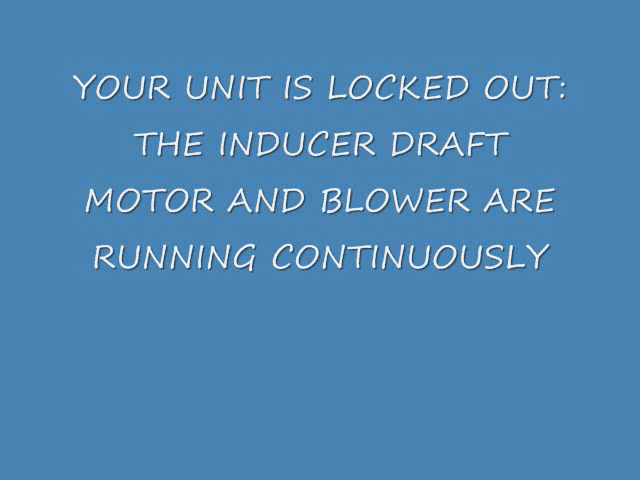 YOUR UNIT IS LOCKED OUT:
THE INDUCER DRAFT
MOTOR AND BLOWER ARE
RUNNING CONTINUOUSLY